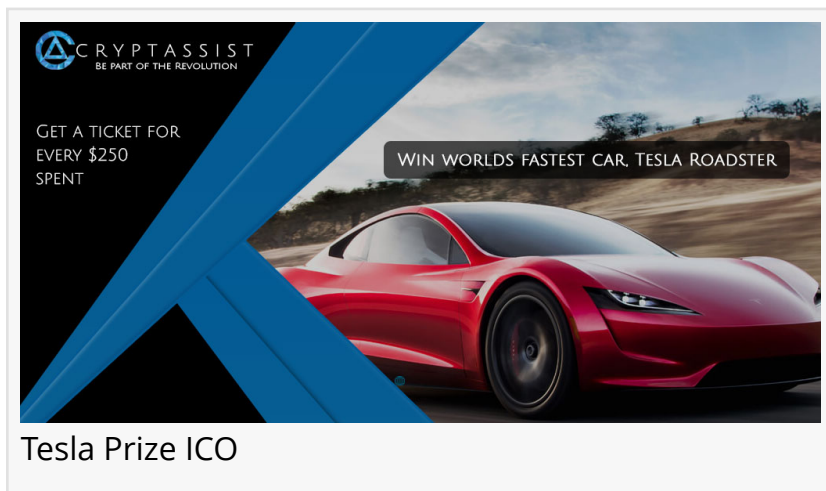 CRYPTASSIST
BE PART OF THE REVOLUTION
GET A TICKET FOR
EVERY $250
SPENT
WIN WORLDS FASTEST CAR, TESLA ROADSTER
Tesla Prize ICO